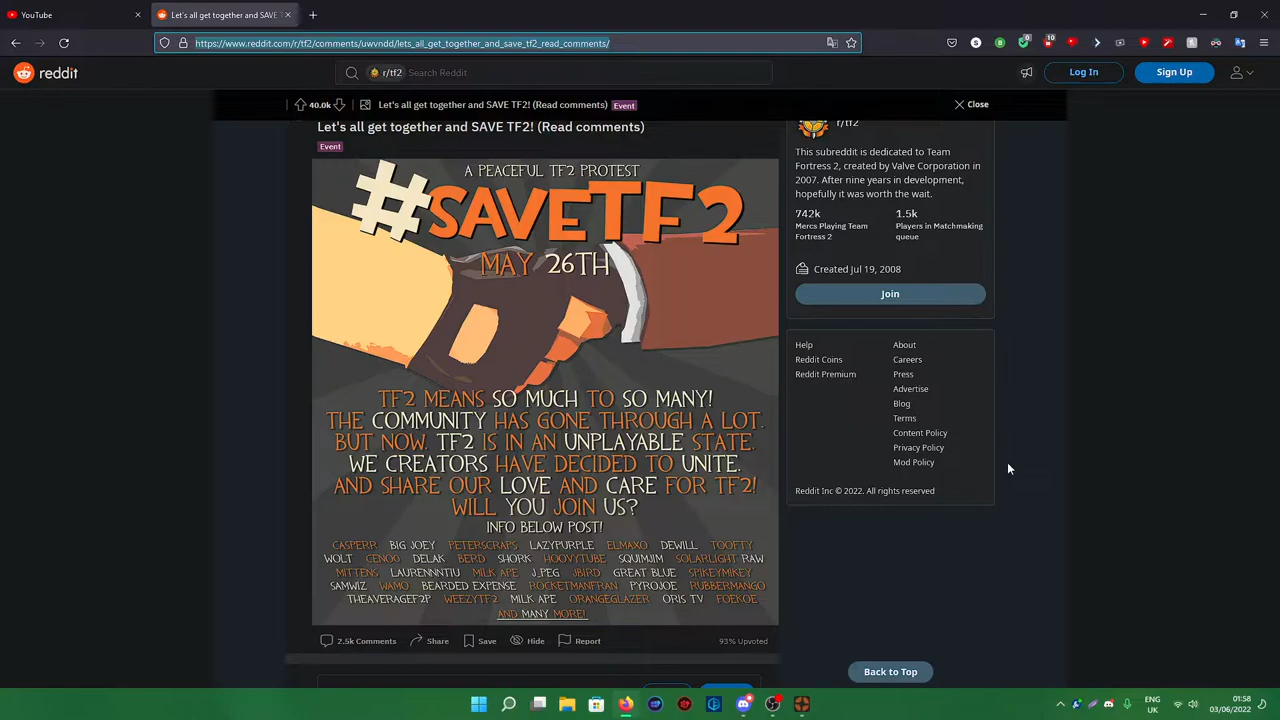 YouTube
Let's all get together and SAVE T
https://www.reddit.com/r/tf2/comments/uwvndd/lets_all_get_together_and_save_tf2_read_comments/
0
10
reddit
r/tf2
Search Reddit
Log In
Sign Up
40.0k
Let's all get together and SAVE TF2! (Read comments)
Event
Close
Let's all get together and SAVE TF2! (Read comments)
Event
A PEACEFUL TF2 PROTEST
#SAVETF2
MAY 26TH
TF2 MEANS SO MUCH TO SO MANY!
THE COMMUNITY HAS GONE THROUGH A LOT.
BUT NOW. TF2 IS IN AN UNPLAYABLE STATE.
WE CREATORS HAVE DECIDED TO UNITE.
AND SHARE OUR LOVE AND CARE FOR TF2!
WILL YOU JOIN US?
INFO BELOW POST!
CASPERR BIG JOEY PETERSCRAPS LAZYPURPLE ELMAXO DEWILL TOOFTY
WOLT CENOO DELAK BERD SHORK HOOVYTUBE SQUIMJIM SOLARLIGHT RAW
MITTENS LAURENNNTIU MILK APE J_PEG JBIRD GREAT BLUE SPIKEYMIKEY
SAMWIZ WAMO BEARDED EXPENSE ROCKETMANFRAN PYROJOE RUBBERMANGO
THEAVERAGEF2P WEEZYTF2 MILK APE ORANGEGLAZER ORIS TV FOEKOE
AND MANY MORE!
2.5k Comments
Share
Save
Hide
Report
93% Upvoted
r/tf2
This subreddit is dedicated to Team
Fortress 2, created by Valve Corporation in
2007. After nine years in development,
hopefully it was worth the wait.
742k
Mercs Playing Team
Fortress 2
1.5k
Players in Matchmaking
queue
Created Jul 19, 2008
Join
Help
Reddit Coins
Reddit Premium
About
Careers
Press
Advertise
Blog
Terms
Content Policy
Privacy Policy
Mod Policy
Reddit Inc © 2022. All rights reserved
Back to Top
ENG
UK
01:58
03/06/2022